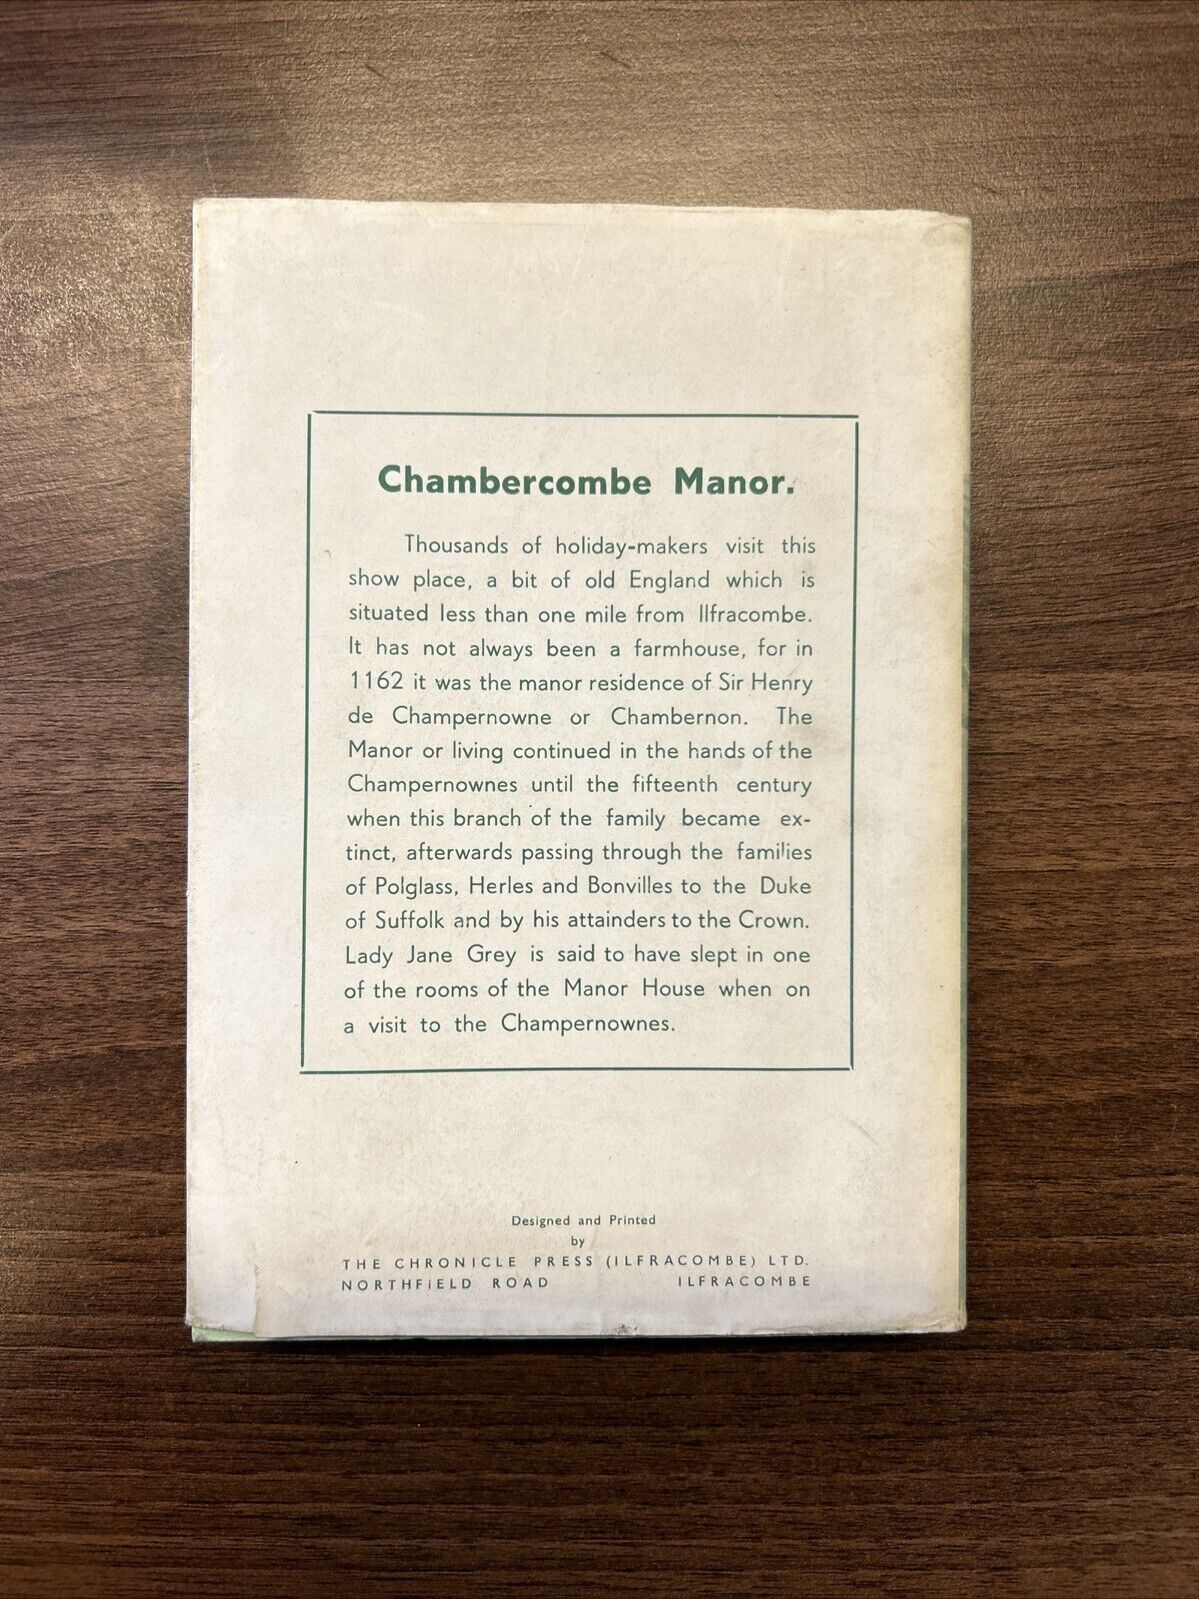 Chambercombe Manor.
Thousands of holiday-makers visit this
show place, a bit of old England which is
situated less than one mile from Ilfracombe.
It has not always been a farmhouse, for in
1162 it was the manor residence of Sir Henry
de Champernowne or Chambernon. The
Manor or living continued in the hands of the
Champernownes until the fifteenth century
when this branch of the family became ex-
tinct, afterwards passing through the families
of Polglass, Herles and Bonvilles to the Duke
of Suffolk and by his attainders to the Crown.
Lady Jane Grey is said to have slept in one
of the rooms of the Manor House when on
a visit to the Champernownes.
Designed and Printed
by
THE CHRONICLE PRESS (ILFRACOMBE) LTD.
NORTHFiELD ROAD ILFRACOMBE